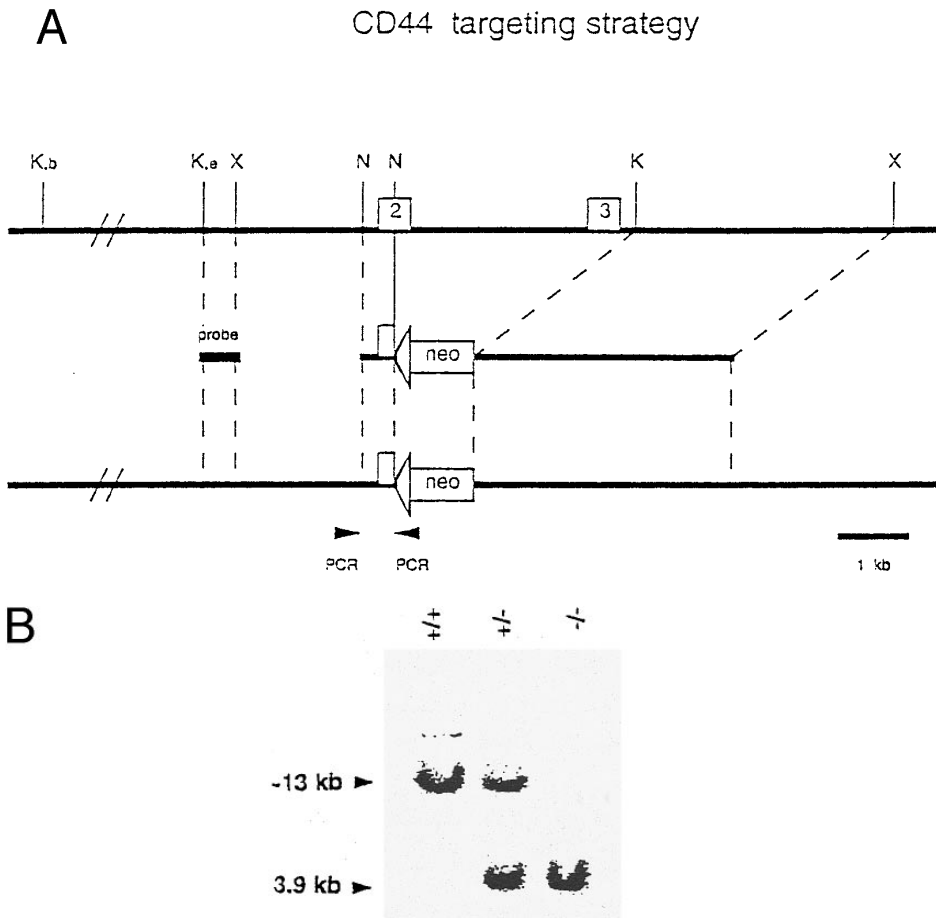 A
CD44 targeting strategy
K.b K.e X N N K X
2 3
probe
neo
neo
PCR PCR
1 kb
B
+/+ +/- -/-
~13 kb
3.9 kb